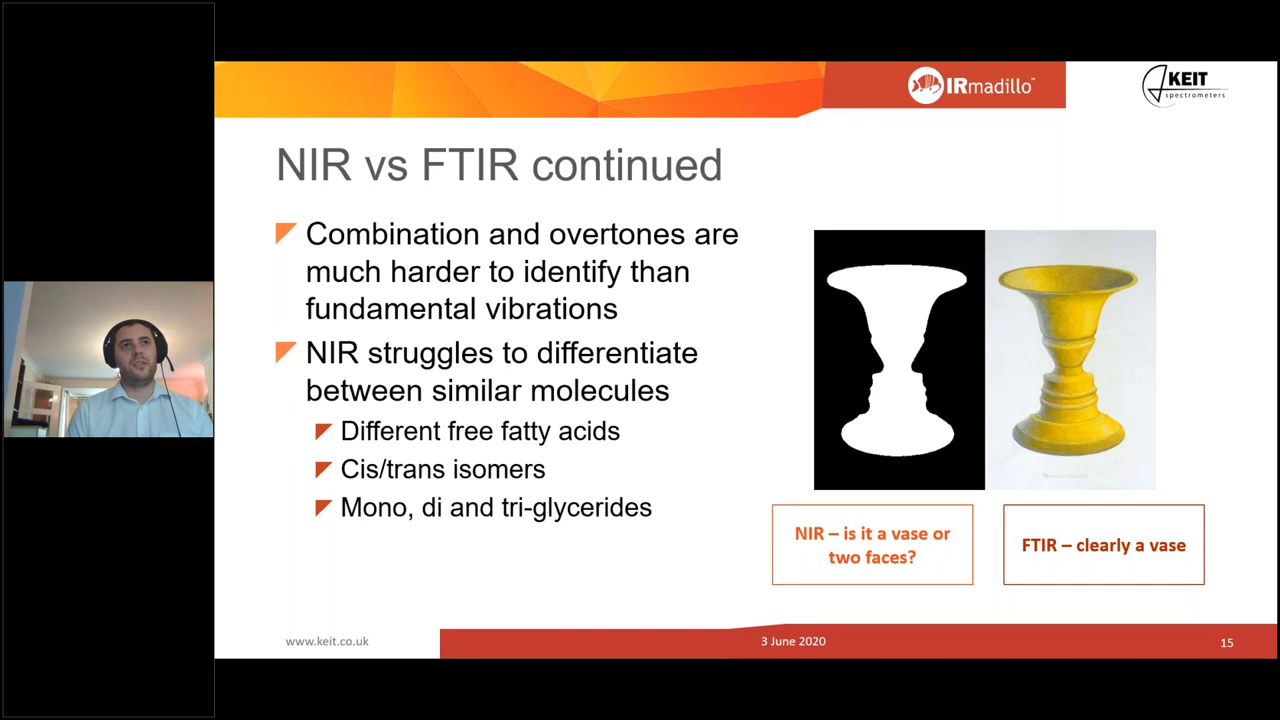 IRmadillo™
KEIT
spectrometers
NIR vs FTIR continued
Combination and overtones are
much harder to identify than
fundamental vibrations
NIR struggles to differentiate
between similar molecules
Different free fatty acids
Cis/trans isomers
Mono, di and tri-glycerides
NIR – is it a vase or
two faces?
FTIR – clearly a vase
www.keit.co.uk
3 June 2020
15